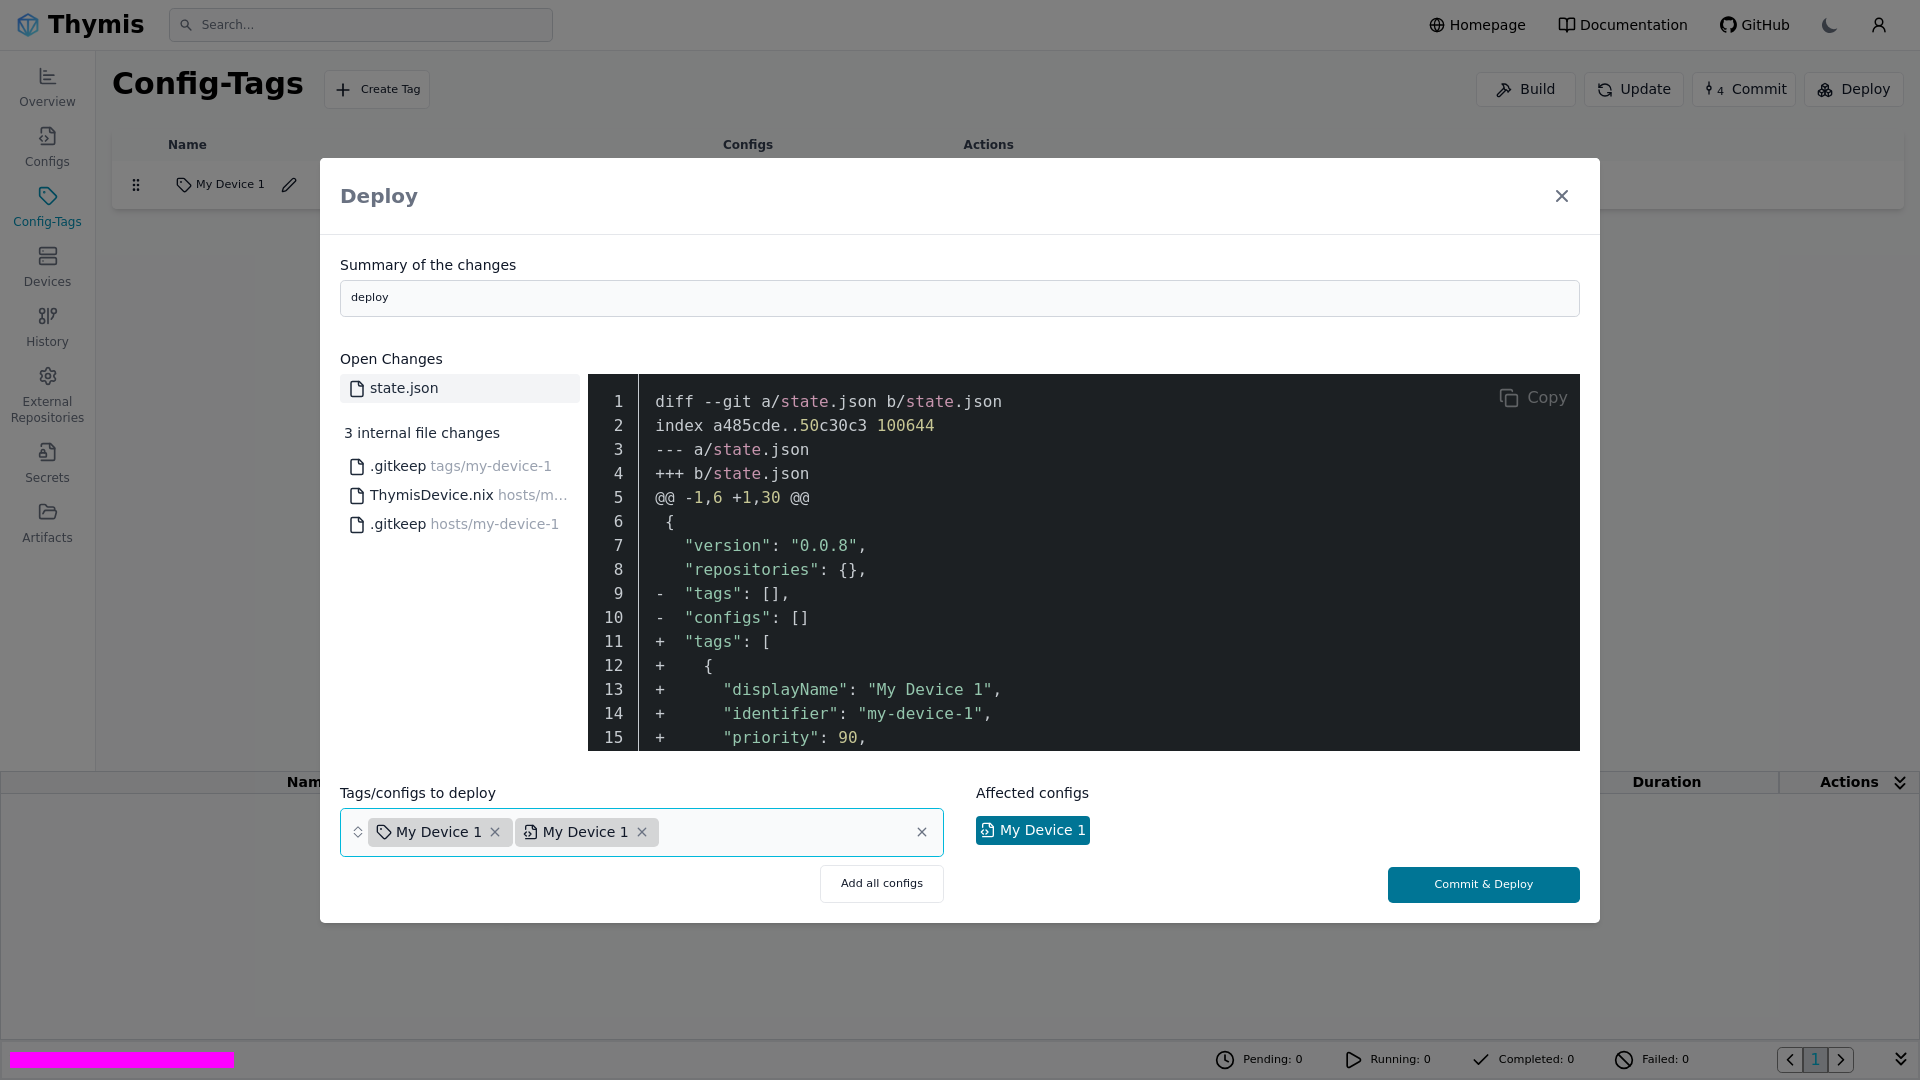 Thymis
Search...
Homepage
Documentation
GitHub
Overview
Configs
Config-Tags
Devices
History
External
Repositories
Secrets
Artifacts
Config-Tags
Create Tag
Build
Update
4 Commit
Deploy
Name
Configs
Actions
My Device 1
Deploy
Summary of the changes
deploy
Open Changes
state.json
3 internal file changes
.gitkeep tags/my-device-1
ThymisDevice.nix hosts/m...
.gitkeep hosts/my-device-1
Copy
1 diff --git a/state.json b/state.json
2 index a485cde..50c30c3 100644
3 --- a/state.json
4 +++ b/state.json
5 @@ -1,6 +1,30 @@
6 {
7 "version": "0.0.8",
8 "repositories": {},
9 - "tags": [],
10 - "configs": []
11 + "tags": [
12 + {
13 + "displayName": "My Device 1",
14 + "identifier": "my-device-1",
15 + "priority": 90,
Tags/configs to deploy
My Device 1
My Device 1
Add all configs
Affected configs
My Device 1
Commit & Deploy
Duration
Actions
Pending: 0
Running: 0
Completed: 0
Failed: 0
1